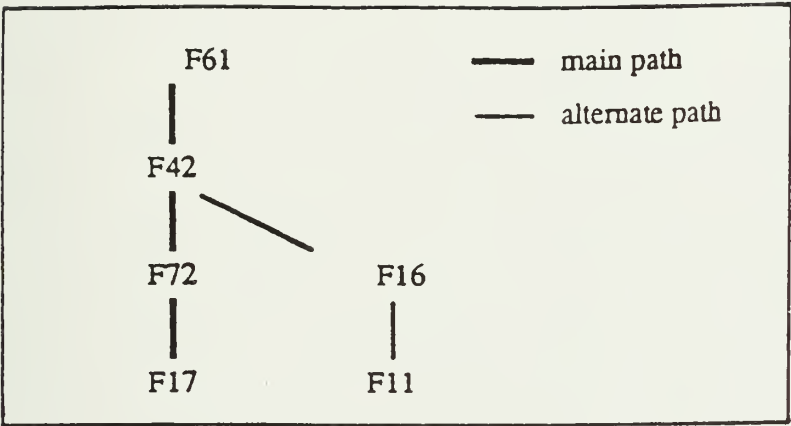 F61
main path
alternate path
F42
F72
F16
F17
F11